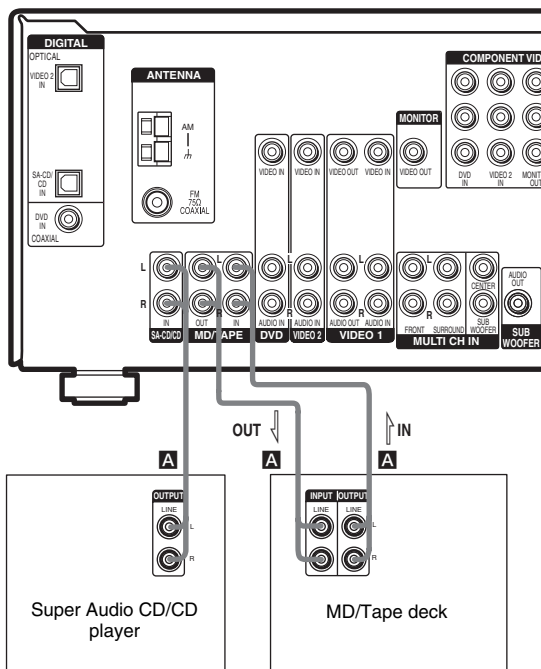 DIGITAL
OPTICAL
VIDEO 2
IN
SA-CD/
CD
IN
DVD
IN
COAXIAL
ANTENNA
AM
FM
75Ω
COAXIAL
VIDEO IN
VIDEO IN
VIDEO OUT
VIDEO IN
MONITOR
VIDEO OUT
COMPONENT VID
DVD
IN
VIDEO 2
IN
MONIT
OUT
L
R
IN
SA-CD/CD
L
R
OUT
IN
MD/TAPE
L
R
AUDIO IN
DVD
AUDIO IN
VIDEO 2
L
R
AUDIO OUT
AUDIO IN
VIDEO 1
L
R
FRONT
SURROUND
CENTER
SUB
WOOFER
MULTI CH IN
AUDIO
OUT
SUB
WOOFER
OUT
IN
A
A
A
OUTPUT
LINE
L
R
Super Audio CD/CD
player
INPUT
OUTPUT
LINE
LINE
L
R
MD/Tape deck